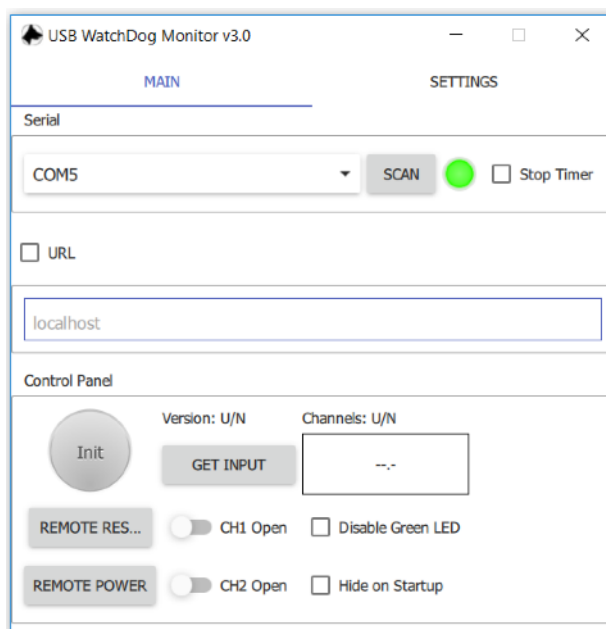 USB WatchDog Monitor v3.0
MAIN SETTINGS
Serial
COM5 SCAN Stop Timer
URL
localhost
Control Panel
Init Version: U/N Channels: U/N
GET INPUT --.-
REMOTE RES... CH1 Open Disable Green LED
REMOTE POWER CH2 Open Hide on Startup